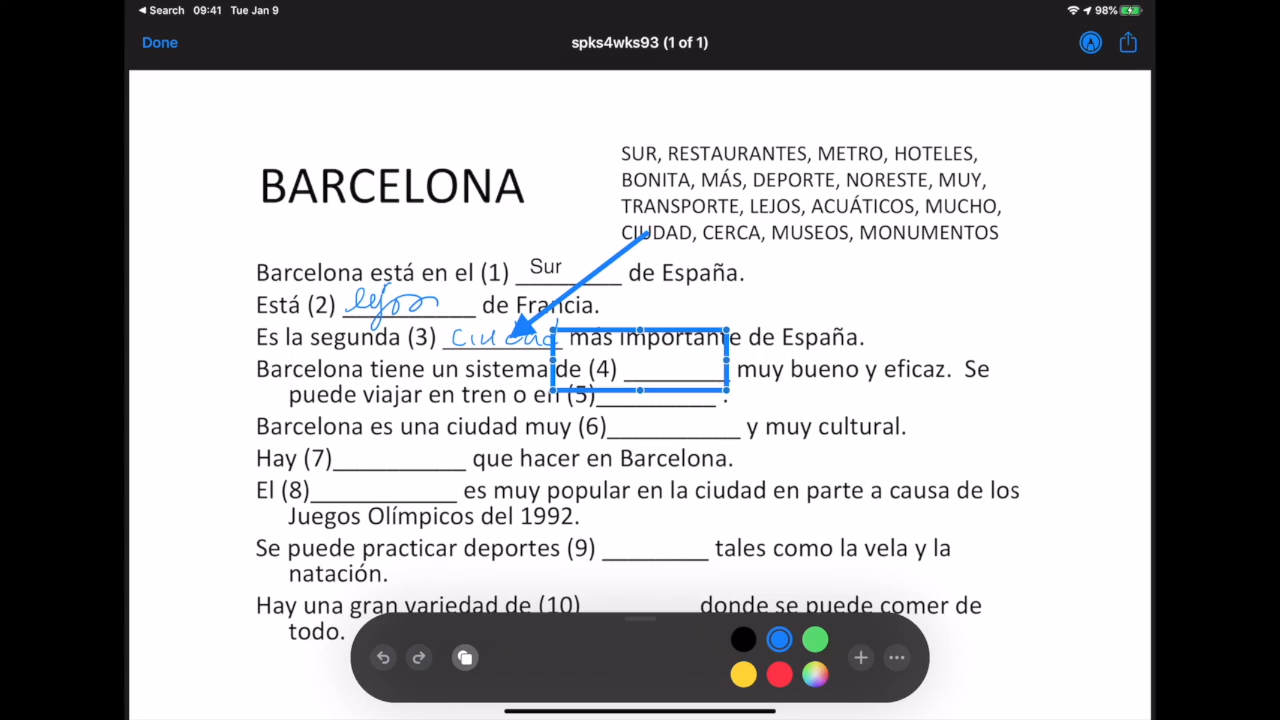 Search 09:41 Tue Jan 9 98%
Done spks4wks93 (1 of 1)
SUR, RESTAURANTES, METRO, HOTELES,
BONITA, MÁS, DEPORTE, NORESTE, MUY,
TRANSPORTE, LEJOS, ACUÁTICOS, MUCHO,
CIUDAD, CERCA, MUSEOS, MONUMENTOS
BARCELONA
Barcelona está en el (1) Sur de España.
Está (2) lejos de Francia.
Es la segunda (3) ciudad más importante de España.
Barcelona tiene un sistema de (4) ________ muy bueno y eficaz. Se
puede viajar en tren o en (5)_________ .
Barcelona es una ciudad muy (6)__________ y muy cultural.
Hay (7)__________ que hacer en Barcelona.
El (8)___________ es muy popular en la ciudad en parte a causa de los
Juegos Olímpicos del 1992.
Se puede practicar deportes (9) ________ tales como la vela y la
natación.
Hay una gran variedad de (10) donde se puede comer de
todo.